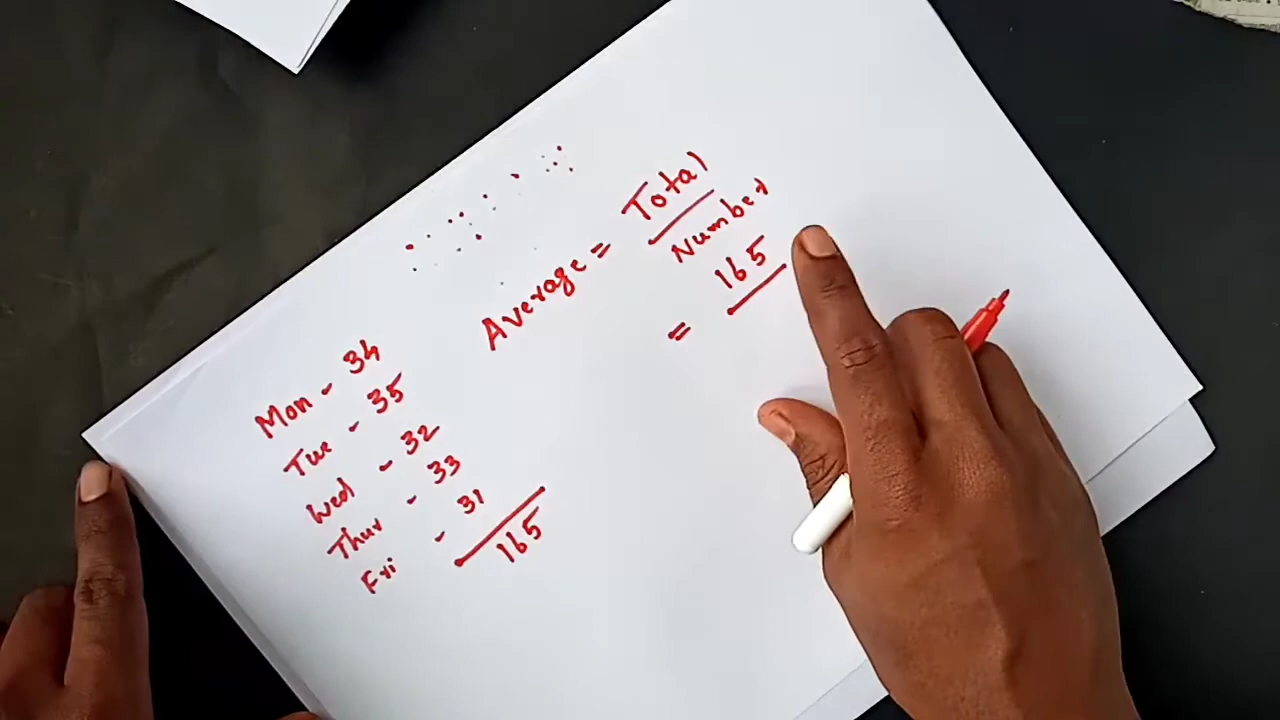 Average = Total
Number
= 165
Mon - 34
Tue - 35
Wed - 32
Thur - 33
Fri - 31
165